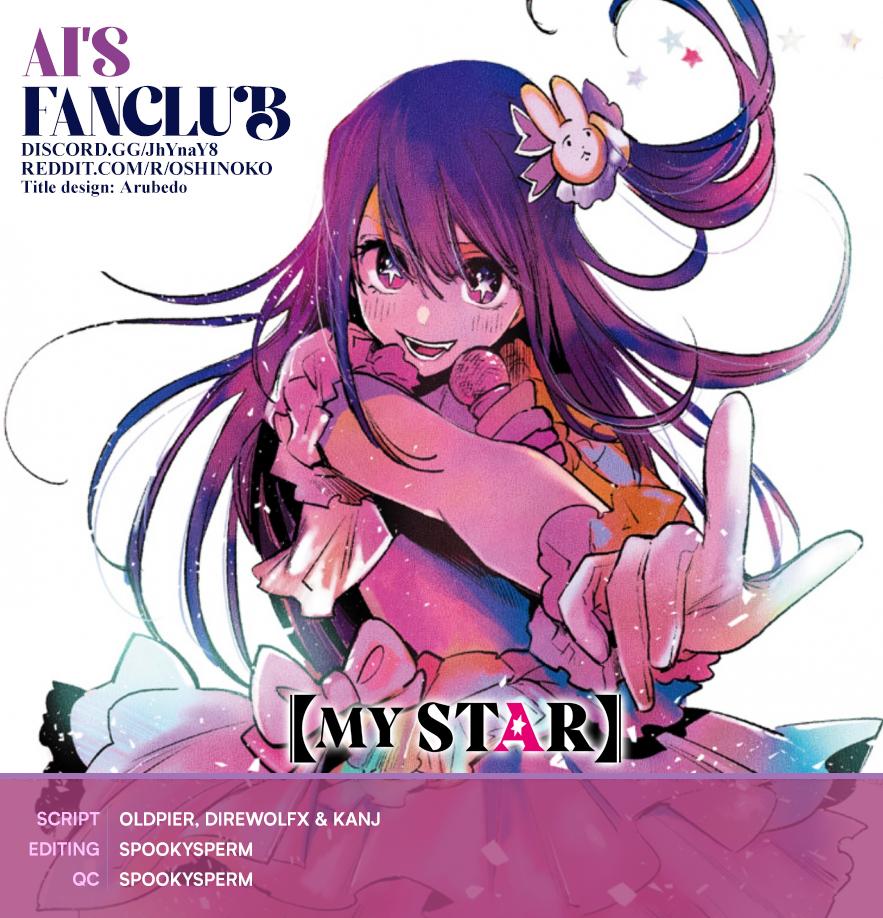 AI'S
FANCLUB
DISCORD.GG/JhYnaY8
REDDIT.COM/R/OSHINOKO
Title design: Arubedo
【MY STAR】
SCRIPT OLDPIER, DIREWOLFX & KANJ
EDITING SPOOKYSPERM
QC SPOOKYSPERM